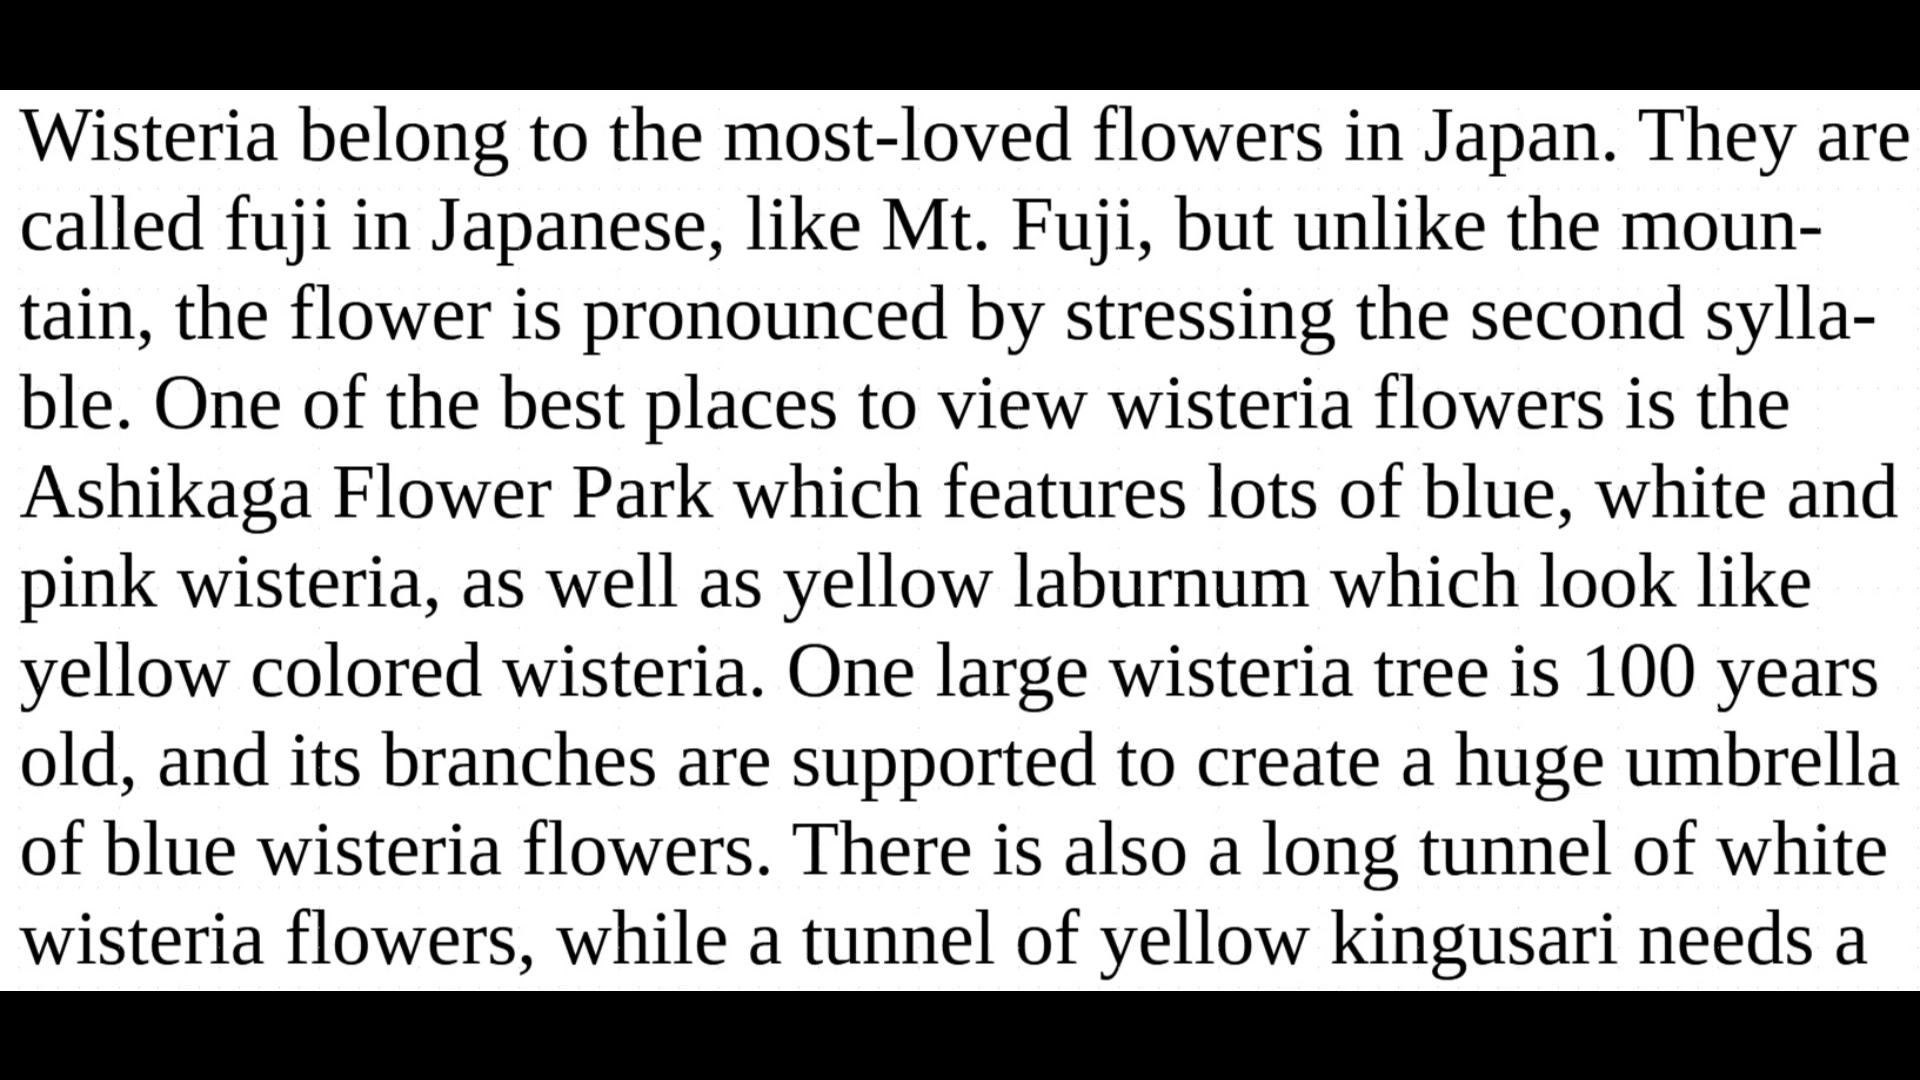 Wisteria belong to the most-loved flowers in Japan. They are
called fuji in Japanese, like Mt. Fuji, but unlike the moun-
tain, the flower is pronounced by stressing the second sylla-
ble. One of the best places to view wisteria flowers is the
Ashikaga Flower Park which features lots of blue, white and
pink wisteria, as well as yellow laburnum which look like
yellow colored wisteria. One large wisteria tree is 100 years
old, and its branches are supported to create a huge umbrella
of blue wisteria flowers. There is also a long tunnel of white
wisteria flowers, while a tunnel of yellow kingusari needs a